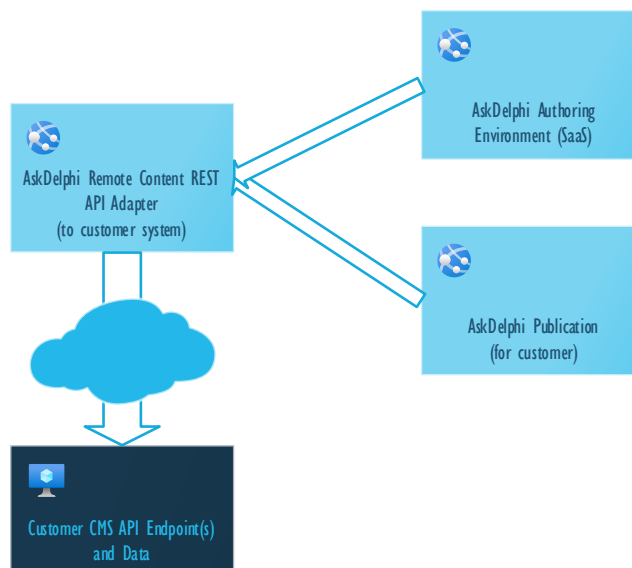 AskDelphi Authoring
Environment (SaaS)
AskDelphi Remote Content REST
API Adapter
(to customer system)
AskDelphi Publication
(for customer)
Customer CMS API Endpoint(s)
and Data